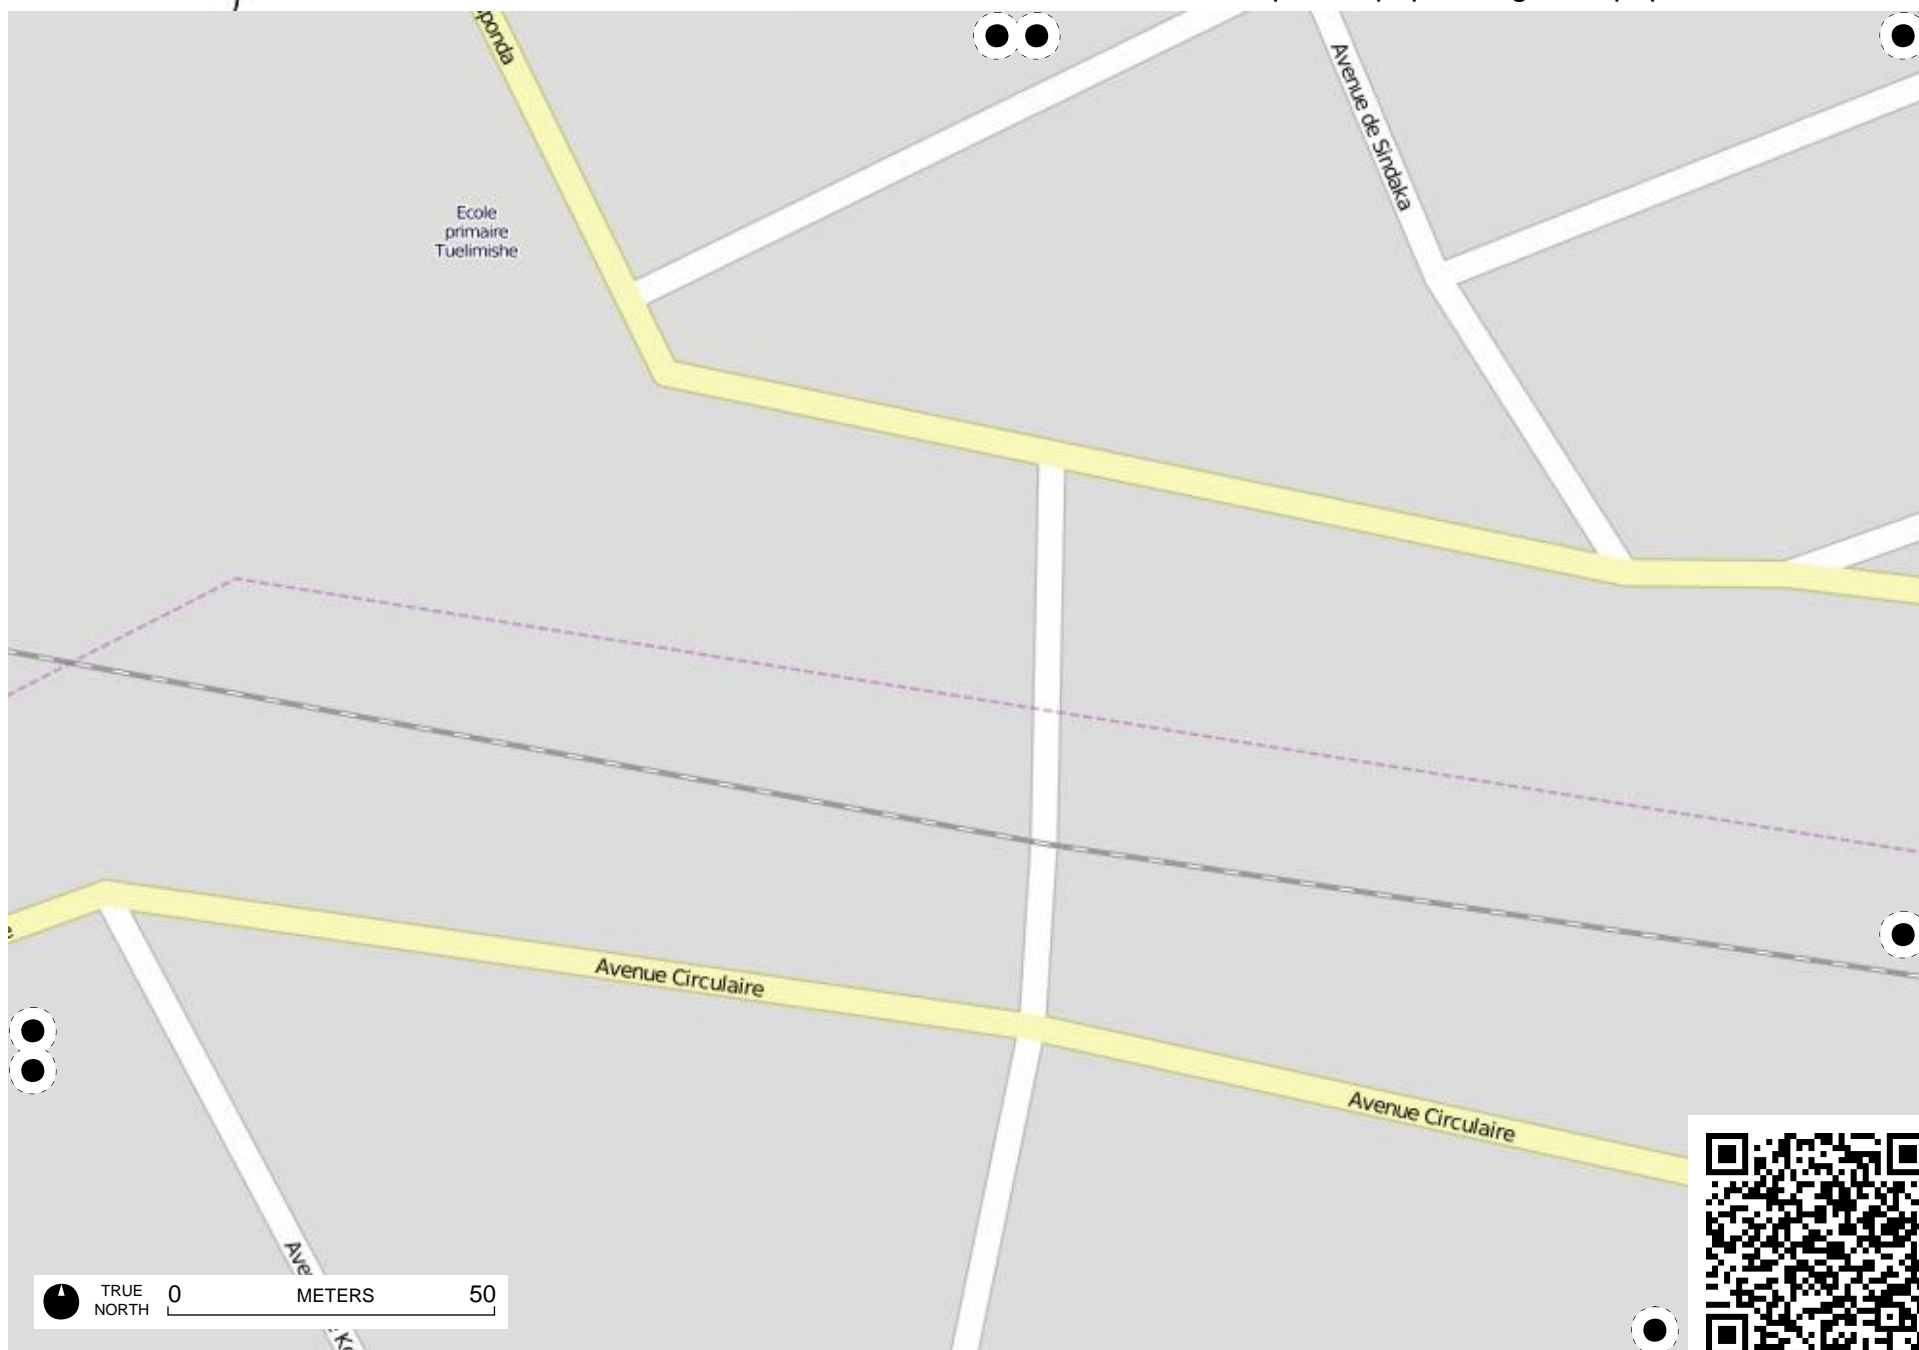 Avenue de Sindaka
Ecole
primaire
Tuelimishe
Avenue Circulaire
Avenue Circulaire
TRUE
NORTH
0
METERS
50